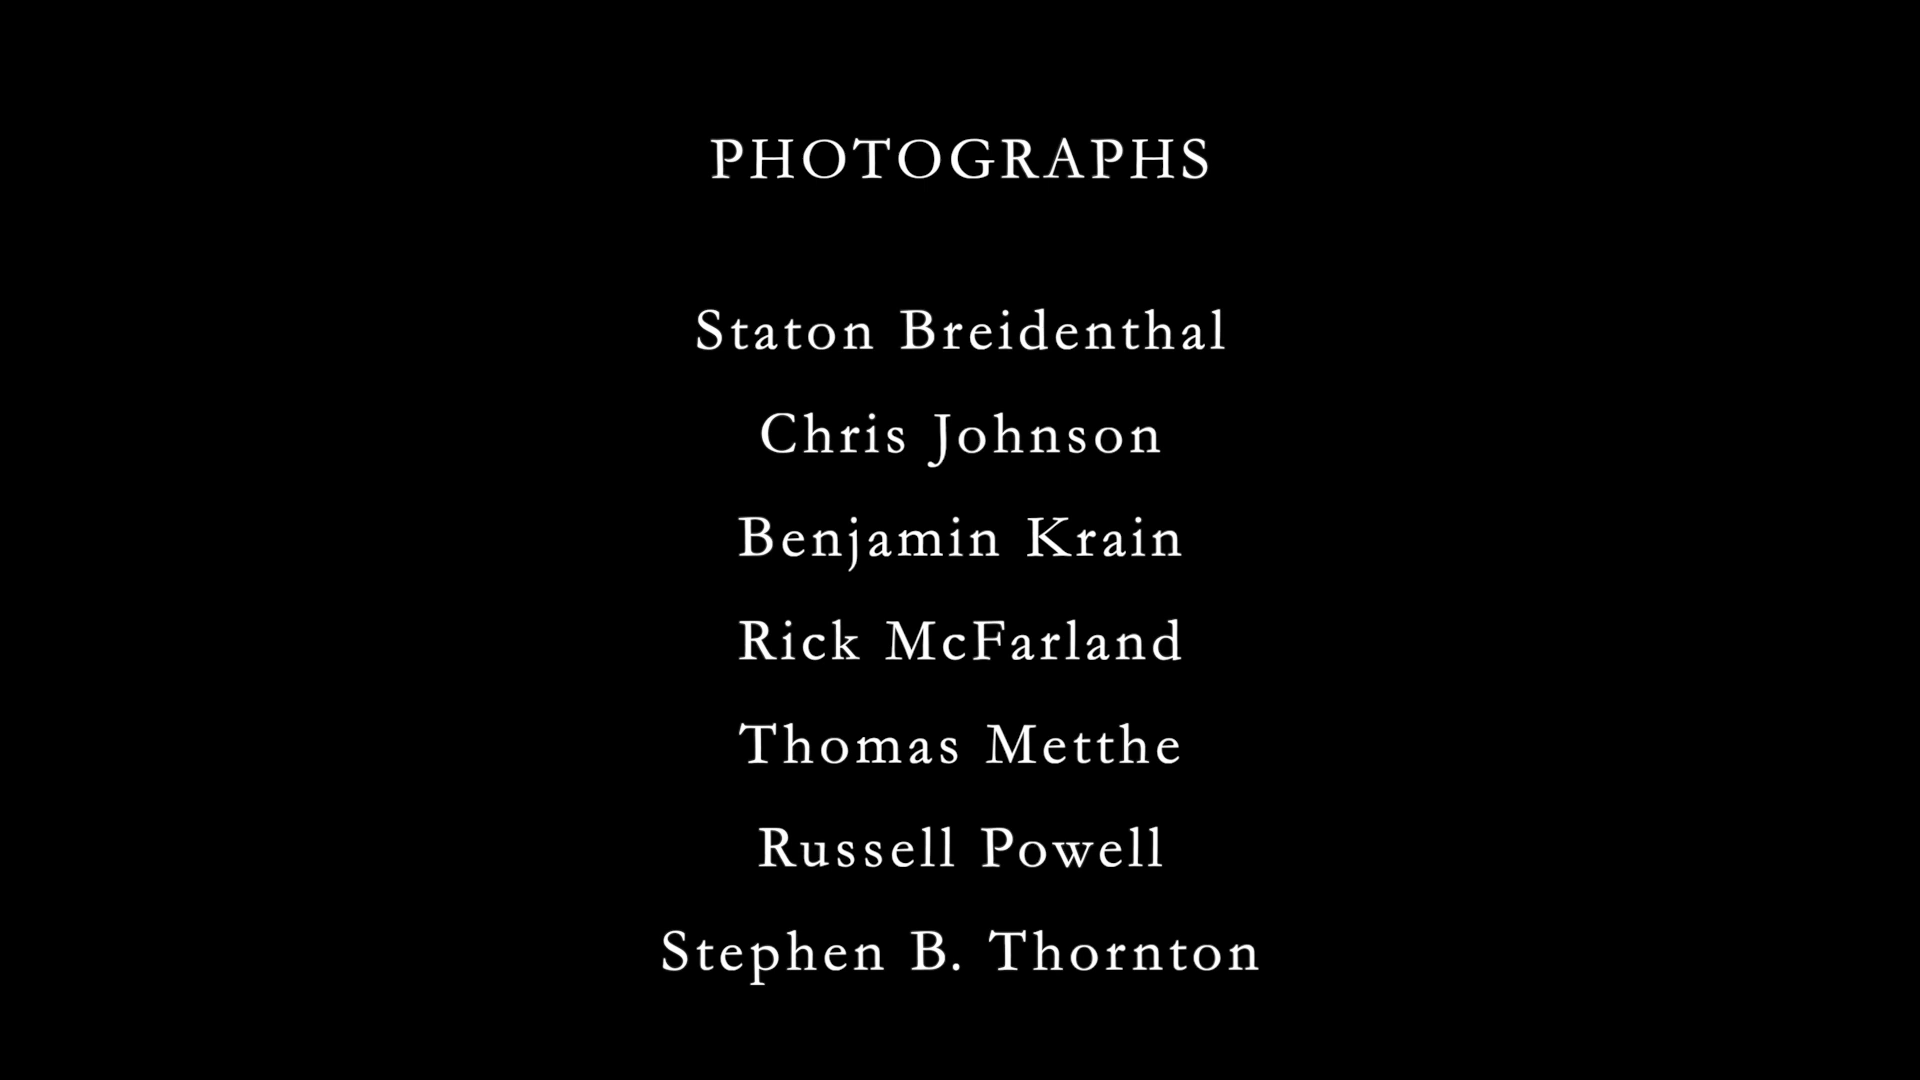 PHOTOGRAPHS
Staton Breidenthal
Chris Johnson
Benjamin Krain
Rick McFarland
Thomas Metthe
Russell Powell
Stephen B. Thornton